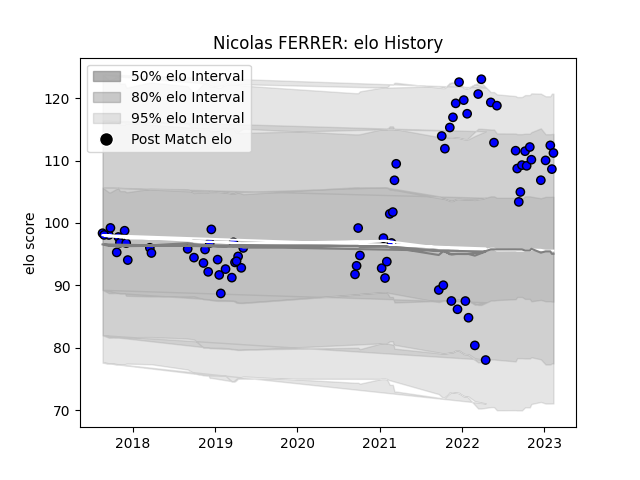 Nicolas FERRER: elo History
50% elo Interval
80% elo Interval
95% elo Interval
Post Match elo
elo score
120
110
100
90
80
70
2018 2019 2020 2021 2022 2023